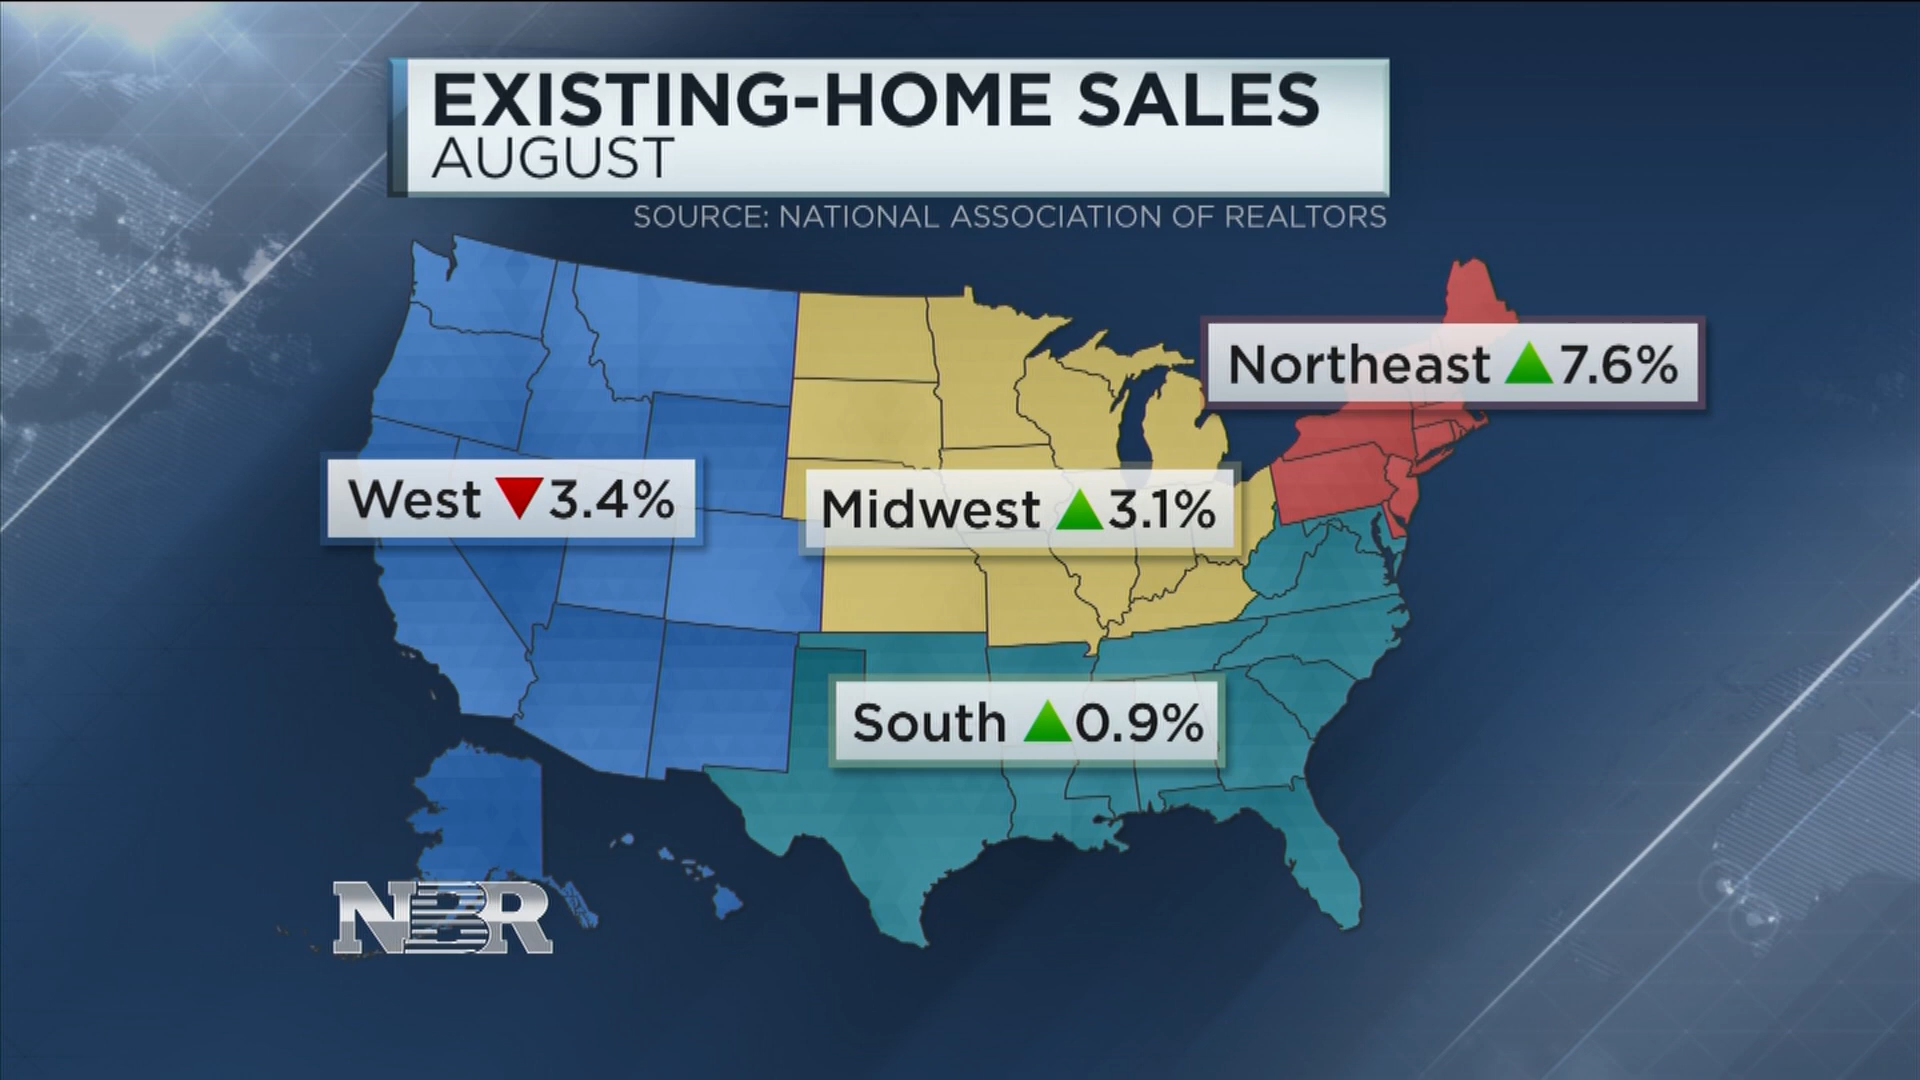 EXISTING-HOME SALES
AUGUST
SOURCE: NATIONAL ASSOCIATION OF REALTORS
Northeast ▲7.6%
West ▼3.4%
Midwest ▲3.1%
South ▲0.9%
NBR